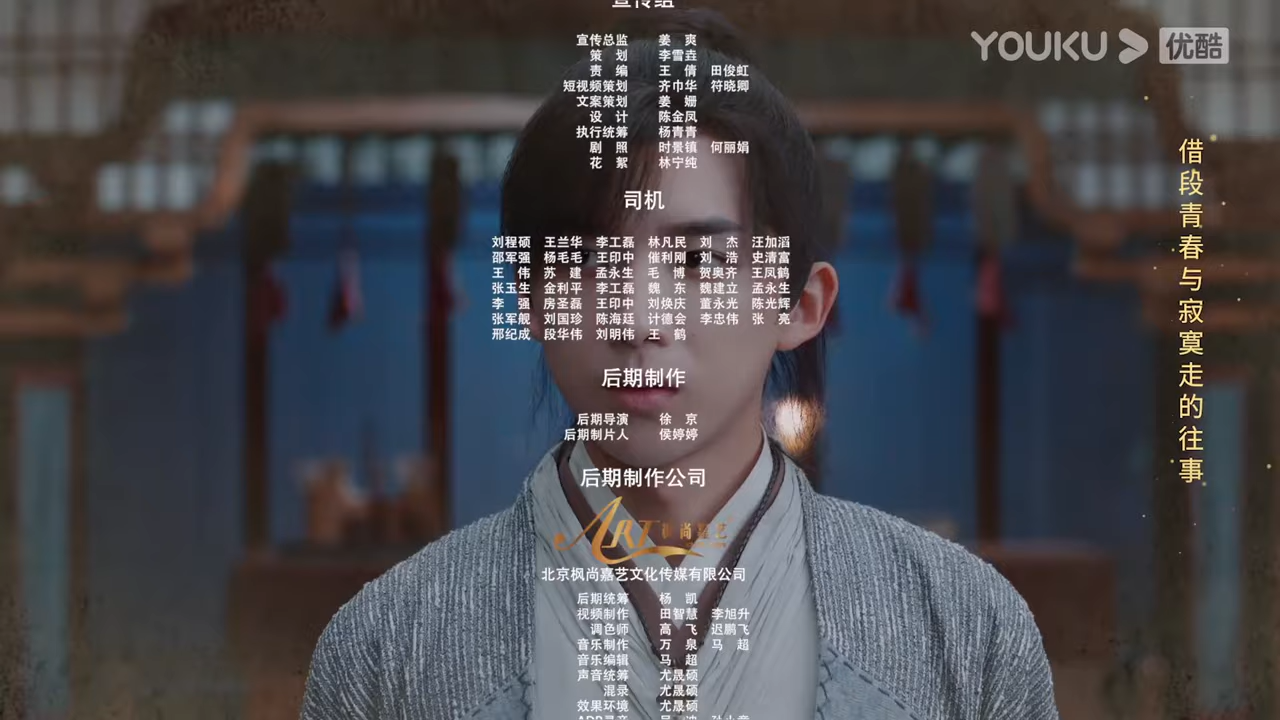 宣传组
YOUKU 优酷
宣传总监 姜 爽
策 划 李雪垚
责 编 王 倩 田俊虹
短视频策划 齐巾华 符晓卿
文案策划 姜 姗
设 计 陈金凤
执行统筹 杨青青
剧 照 时景镇 何丽娟
花 絮 林宁纯
借段青春与寂寞走的往事
司机
刘程硕 王兰华 李工磊 林凡民 刘 杰 汪加滔
邵军强 杨毛毛 王印中 催利刚 刘 浩 史清富
王 伟 苏 建 孟永生 毛 博 贺奥齐 王凤鹤
张玉生 金利平 李工磊 魏 东 魏建立 孟永生
李 强 房圣磊 王印中 刘焕庆 董永光 陈光辉
张军舰 刘国珍 陈海廷 计德会 李忠伟 张 亮
邢纪成 段华伟 刘明伟 王 鹤
后期制作
后期导演 徐 京
后期制片人 侯婷婷
后期制作公司
ART 枫尚嘉艺
北京枫尚嘉艺文化传媒有限公司
后期统筹 杨 凯
视频制作 田智慧 李旭升
调色师 高 飞 迟鹏飞
音乐制作 万 泉 马 超
音乐编辑 马 超
声音统筹 尤晟硕
混录 尤晟硕
效果环境 尤晟硕